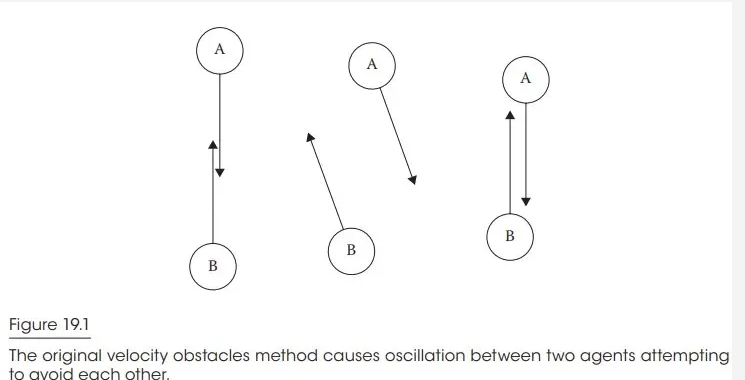 A
A
A
B
B
B
Figure 19.1
The original velocity obstacles method causes oscillation between two agents attempting
to avoid each other.